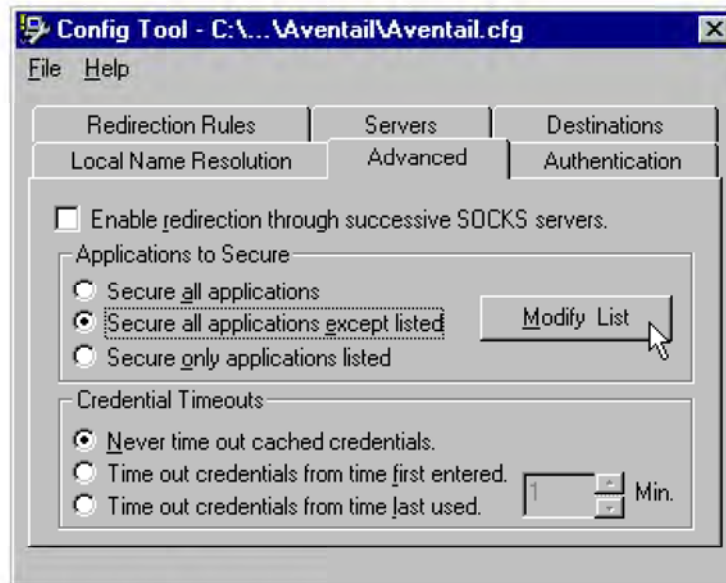 Config Tool - C:\...\Aventail\Aventail.cfg
File Help
Redirection Rules Servers Destinations
Local Name Resolution Advanced Authentication
Enable redirection through successive SOCKS servers.
Applications to Secure
Secure all applications
Secure all applications except listed
Modify List
Secure only applications listed
Credential Timeouts
Never time out cached credentials.
Time out credentials from time first entered.
1 Min.
Time out credentials from time last used.